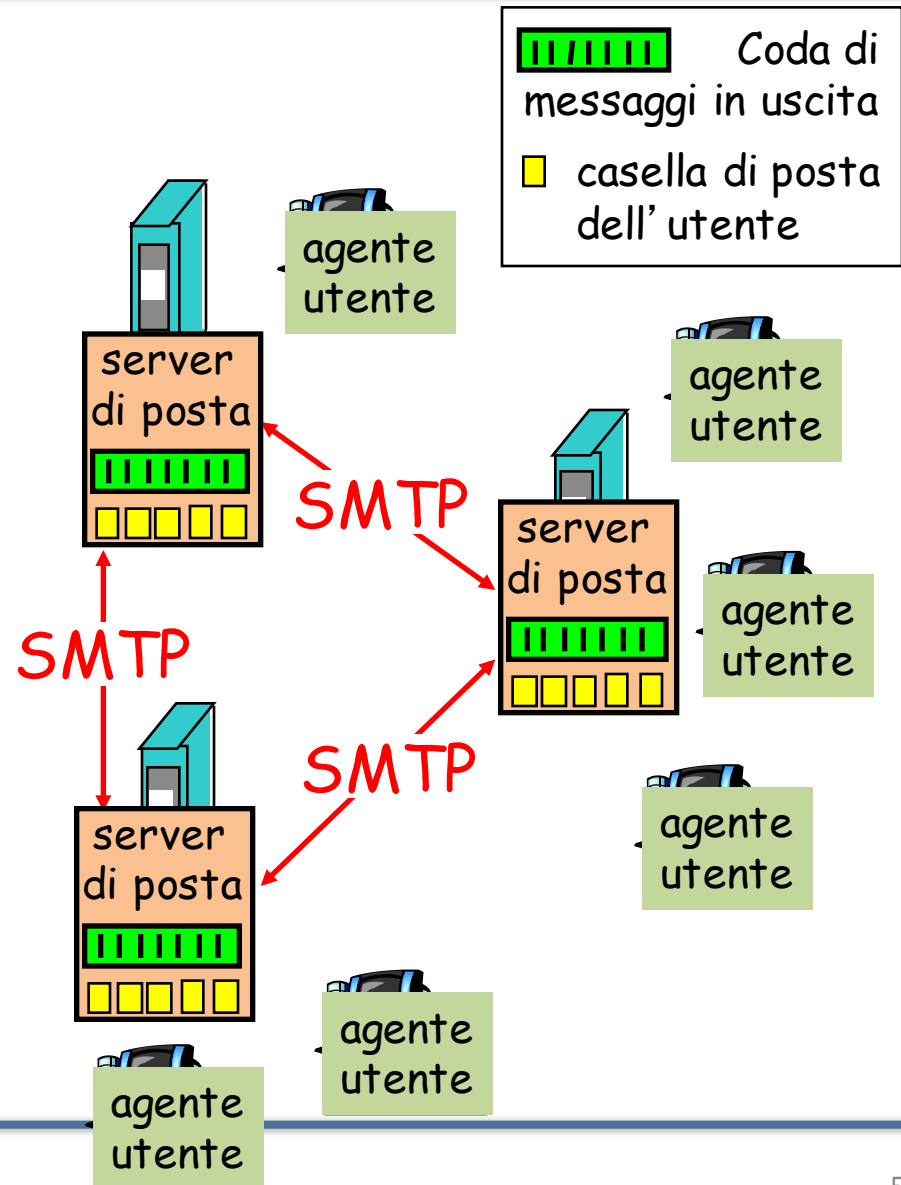 Coda di
messaggi in uscita
casella di posta
dell’utente
agente
utente
server
di posta
agente
utente
SMTP
server
di posta
agente
utente
SMTP
SMTP
agente
utente
server
di posta
agente
utente
agente
utente